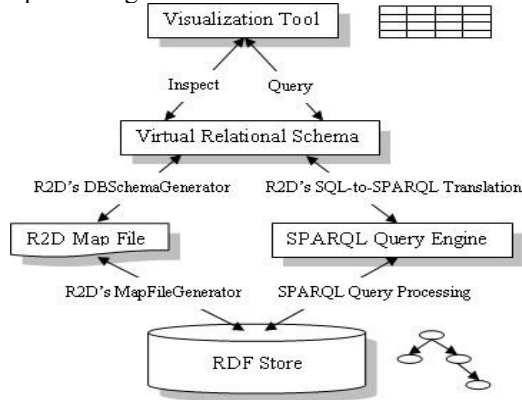 Visualization Tool
Inspect
Query
Virtual Relational Schema
R2D's DBSchemaGenerator
R2D's SQL-to-SPARQL Translation
R2D Map File
SPARQL Query Engine
R2D's MapFileGenerator
SPARQL Query Processing
RDF Store